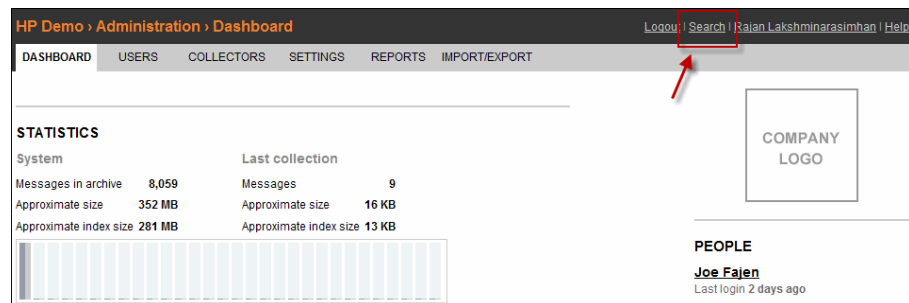 HP Demo › Administration › Dashboard
Logout | Search | Rajan Lakshminarasimhan | Help
DASHBOARD USERS COLLECTORS SETTINGS REPORTS IMPORT/EXPORT
STATISTICS
System
Messages in archive 8,059
Approximate size 352 MB
Approximate index size 281 MB
Last collection
Messages 9
Approximate size 16 KB
Approximate index size 13 KB
COMPANY
LOGO
PEOPLE
Joe Fajen
Last login 2 days ago